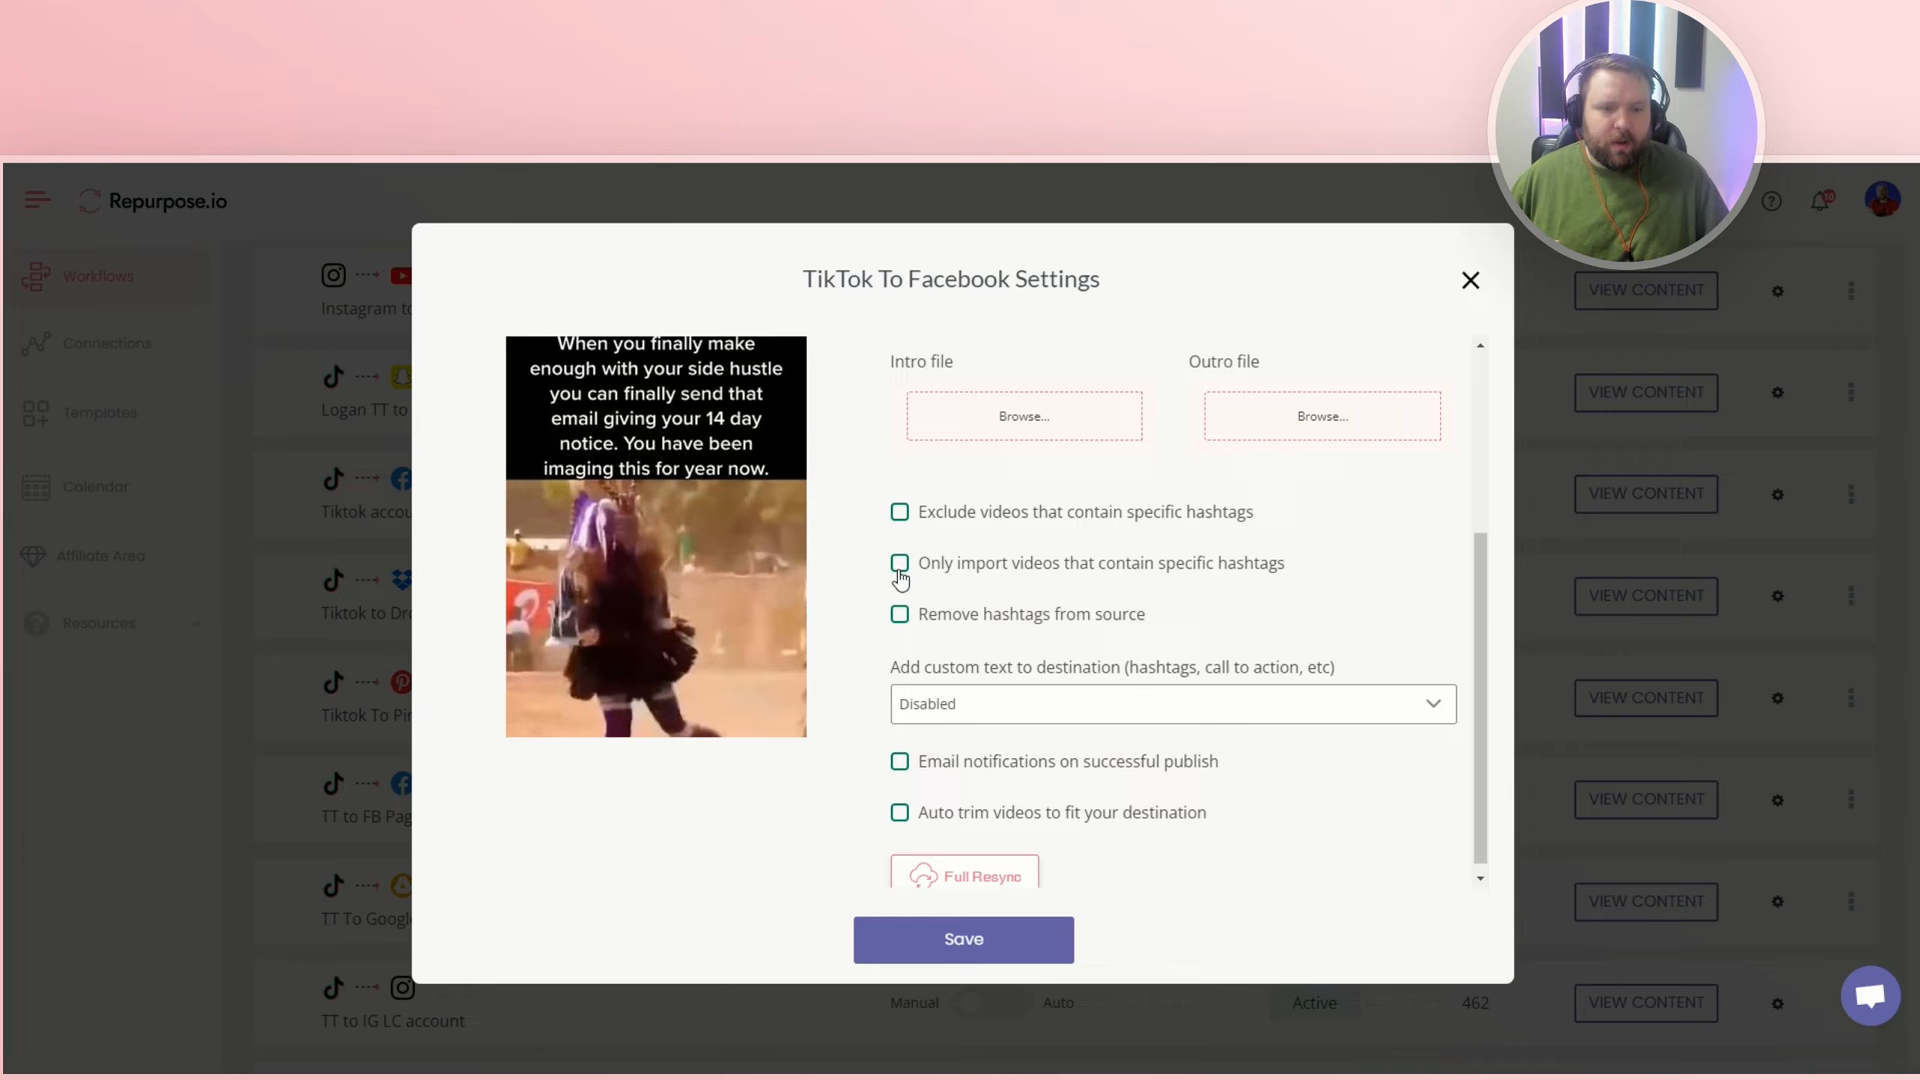 Repurpose.io
10
Workflows
Connections
Templates
Calendar
Affiliate Area
Resources
Instagram to
Logan TT to
Tiktok accou
Tiktok to Dr
Tiktok To Pi
TT to FB Pag
TT To Google
TT to IG LC account
TikTok To Facebook Settings
When you finally make
enough with your side hustle
you can finally send that
email giving your 14 day
notice. You have been
imaging this for year now.
Intro file
Outro file
Browse...
Browse...
Exclude videos that contain specific hashtags
Only import videos that contain specific hashtags
Remove hashtags from source
Add custom text to destination (hashtags, call to action, etc)
Disabled
Email notifications on successful publish
Auto trim videos to fit your destination
Full Resync
Save
Manual
Auto
Active
462
VIEW CONTENT
VIEW CONTENT
VIEW CONTENT
VIEW CONTENT
VIEW CONTENT
VIEW CONTENT
VIEW CONTENT
VIEW CONTENT